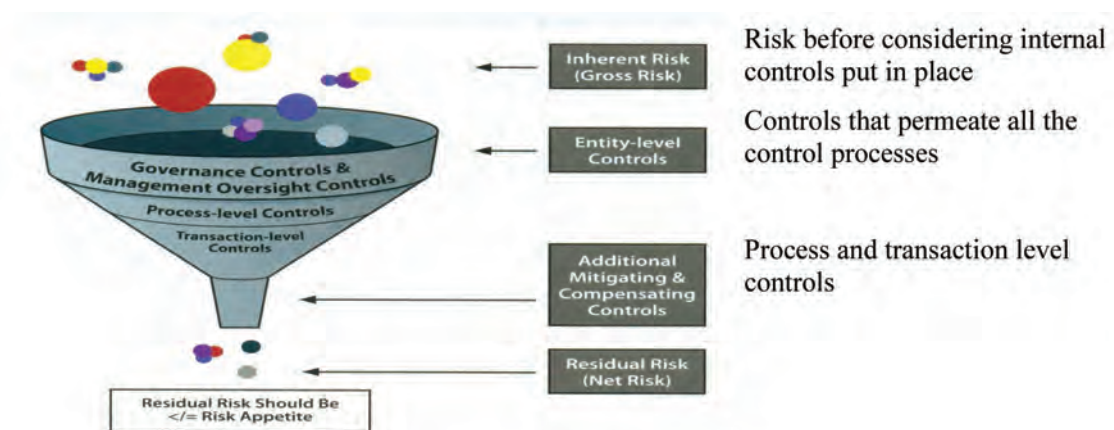 Inherent Risk
(Gross Risk)
Risk before considering internal
controls put in place
Entity-level
Controls
Controls that permeate all the
control processes
Governance Controls &
Management Oversight Controls
Process-level Controls
Transaction-level
Controls
Additional
Mitigating &
Compensating
Controls
Process and transaction level
controls
Residual Risk
(Net Risk)
Residual Risk Should Be
</= Risk Appetite